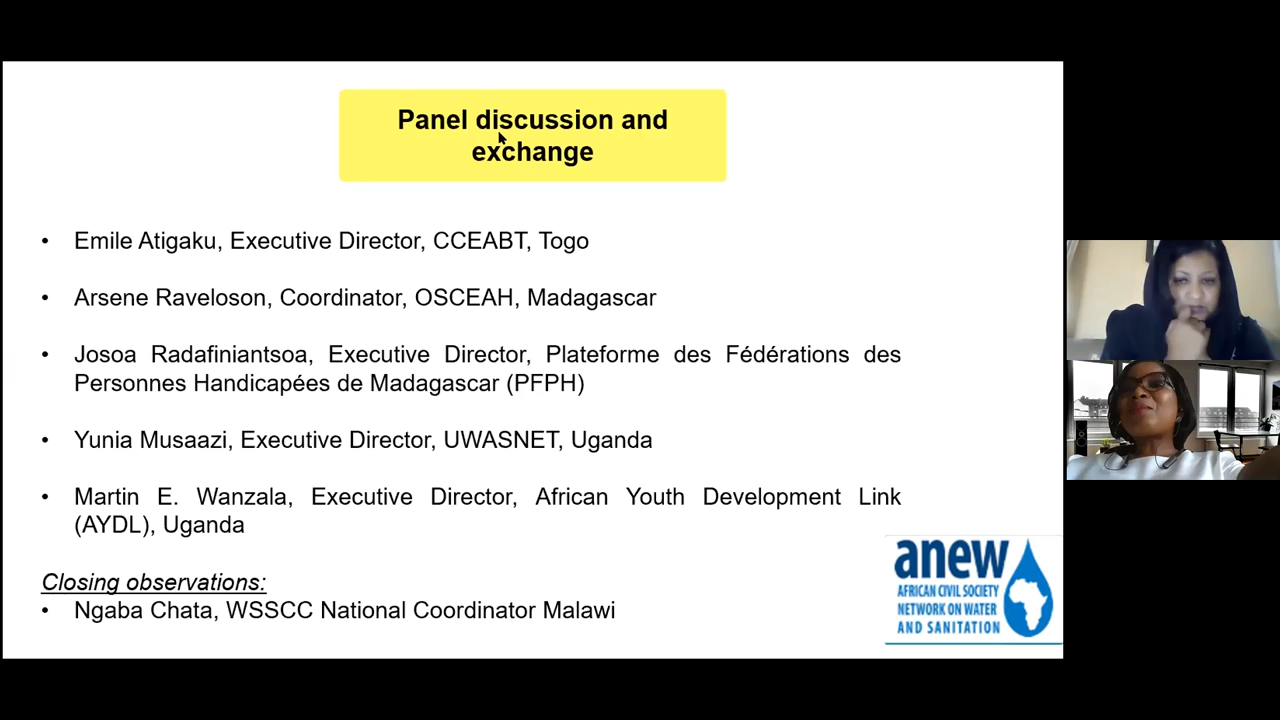 Panel discussion and
exchange
• Emile Atigaku, Executive Director, CCEABT, Togo
• Arsene Raveloson, Coordinator, OSCEAH, Madagascar
• Josoa Radafiniantsoa, Executive Director, Plateforme des Fédérations des
Personnes Handicapées de Madagascar (PFPH)
• Yunia Musaazi, Executive Director, UWASNET, Uganda
• Martin E. Wanzala, Executive Director, African Youth Development Link
(AYDL), Uganda
Closing observations:
• Ngaba Chata, WSSCC National Coordinator Malawi
anew
AFRICAN CIVIL SOCIETY
NETWORK ON WATER
AND SANITATION